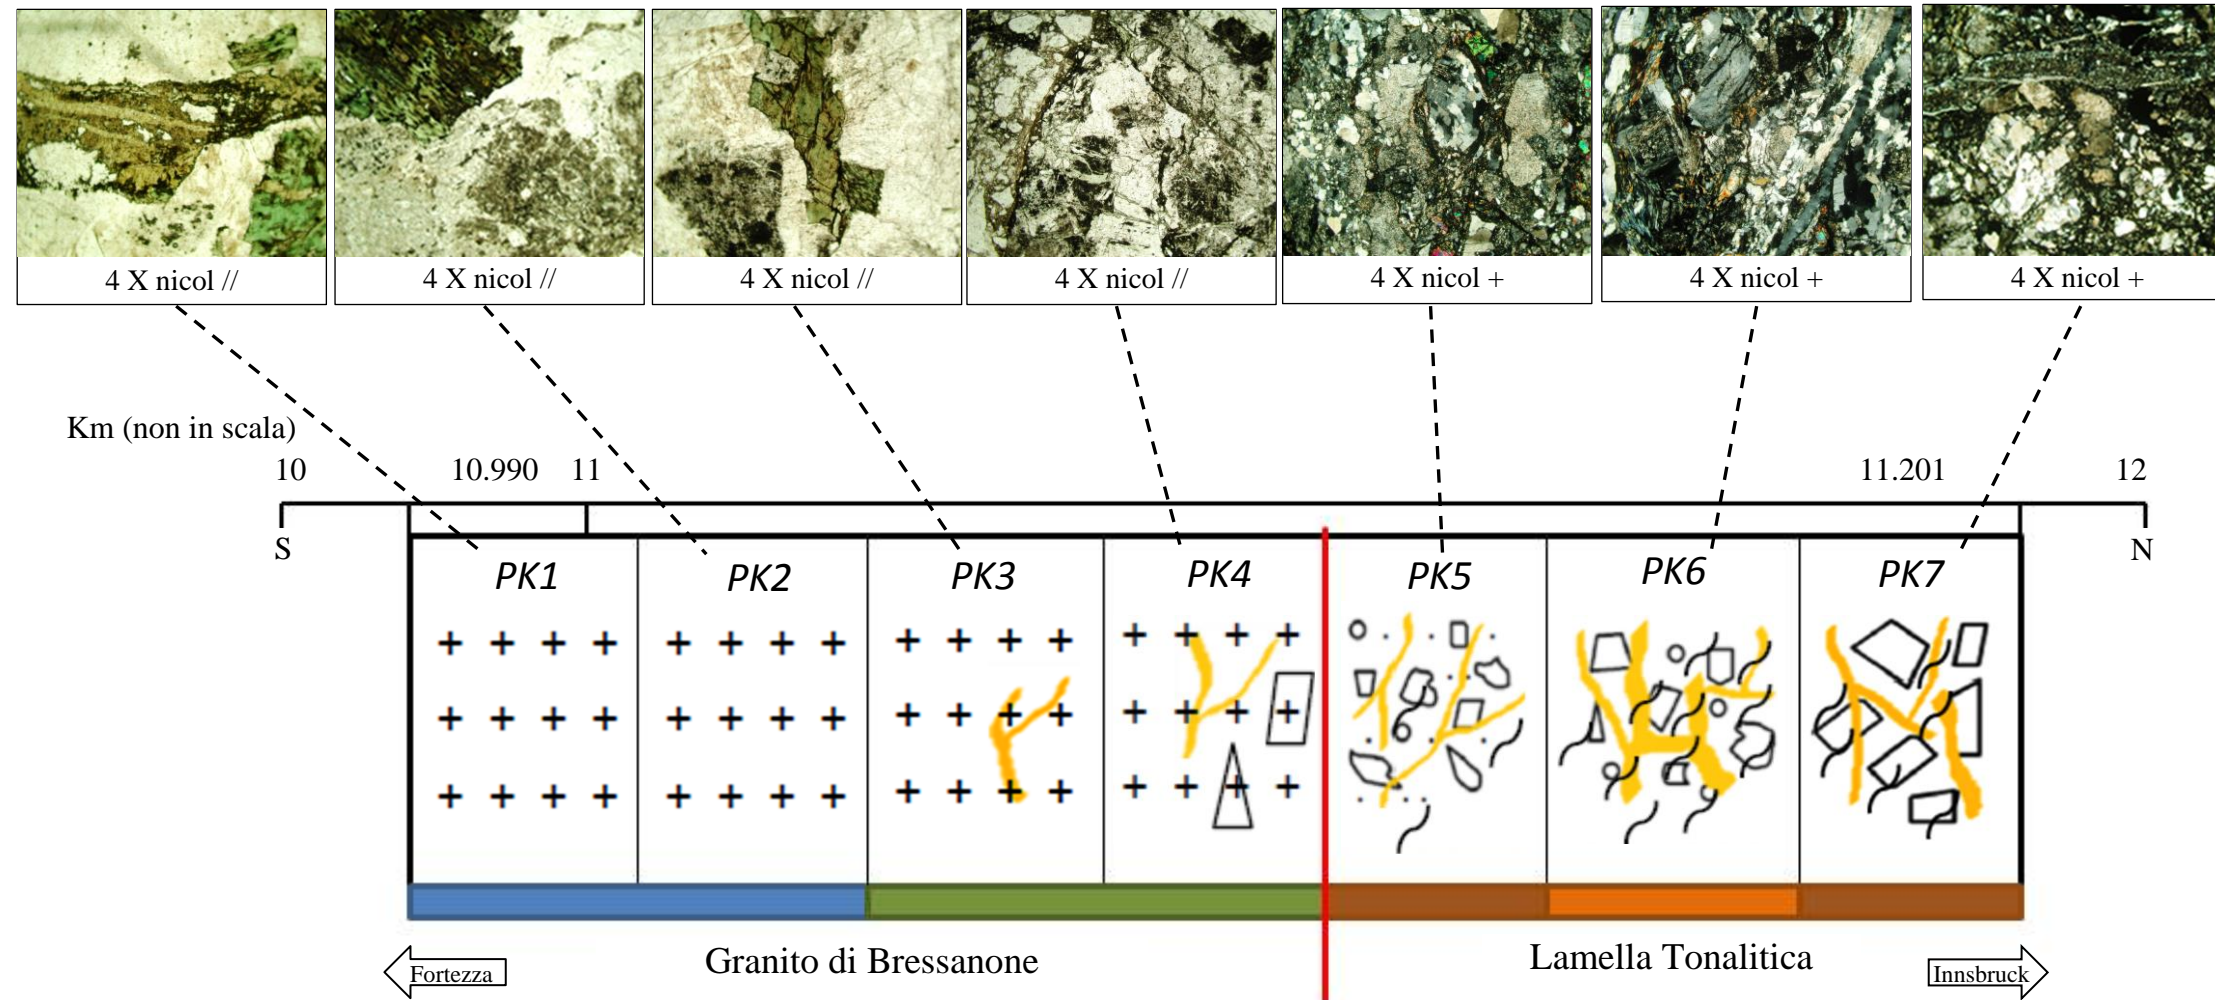 4 X nicol //
4 X nicol //
4 X nicol //
4 X nicol //
4 X nicol +
4 X nicol +
4 X nicol +
Km (non in scala)
10 10.990 11 11.201 12
S N
PK1 PK2 PK3 PK4 PK5 PK6 PK7
Granito di Bressanone Lamella Tonalitica
Fortezza Innsbruck